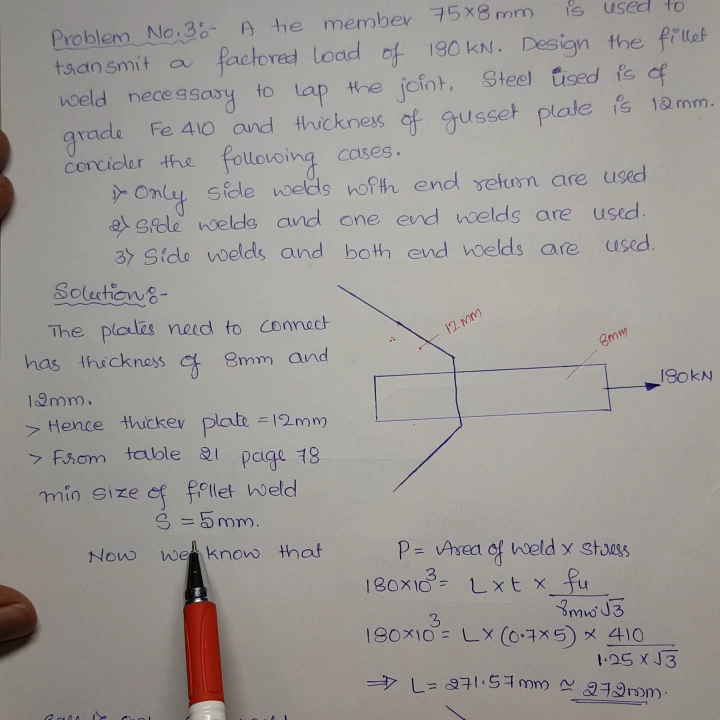 Problem No.3:- A tie member 75×8mm is used to
transmit a factored load of 180 KN. Design the fillet
weld necessary to lap the joint. Steel used is of
grade Fe 410 and thickness of gusset plate is 12mm.
concider the following cases.
1) Only side welds with end return are used
2) Side welds and one end welds are used.
3) Side welds and both end welds are used.
Solution:-
The plates need to connect
has thickness of 8mm and
12mm.
> Hence thicker plate = 12mm
> From table 21 page 78
min size of fillet weld
S = 5mm.
Now we know that
12mm
8mm
180KN
P = Area of weld × stress
180×10³ = L × t × fu / γmw √3
180×10³ = L × (0.7×5) × 410 / 1.25 × √3
⇒ L = 271.57mm ≃ 272mm.